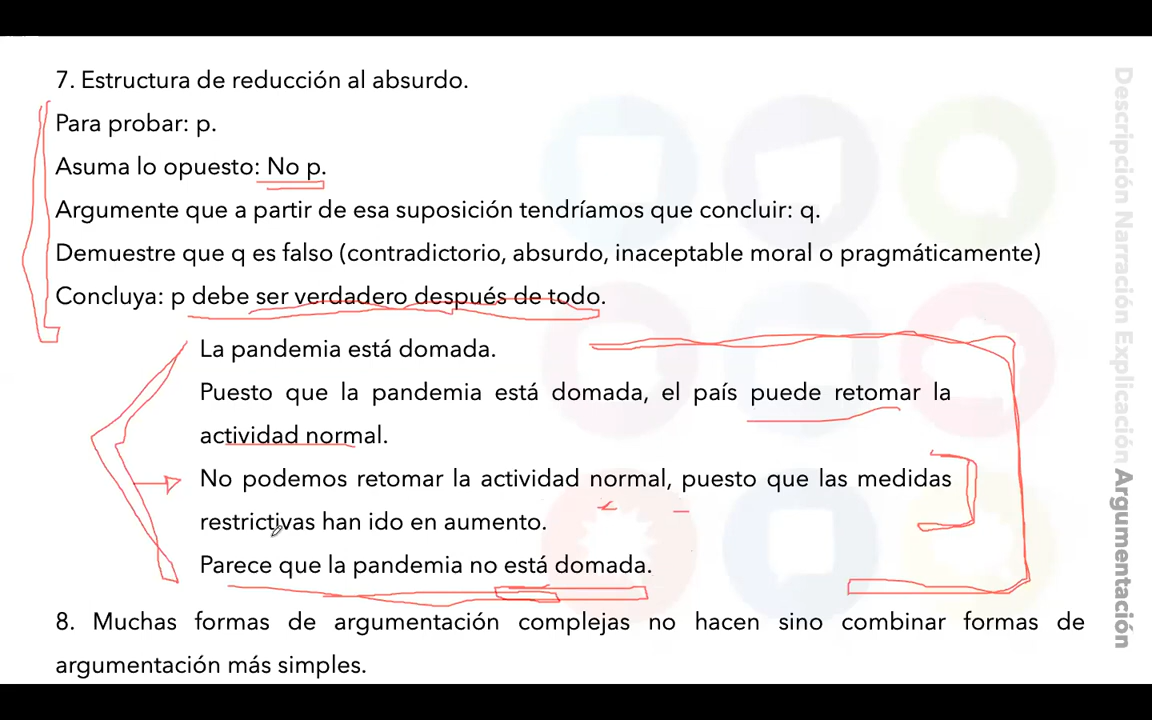 7. Estructura de reducción al absurdo.
Para probar: p.
Asuma lo opuesto: No p.
Argumente que a partir de esa suposición tendríamos que concluir: q.
Demuestre que q es falso (contradictorio, absurdo, inaceptable moral o pragmáticamente)
Concluya: p debe ser verdadero después de todo.
La pandemia está domada.
Puesto que la pandemia está domada, el país puede retomar la
actividad normal.
No podemos retomar la actividad normal, puesto que las medidas
restrictivas han ido en aumento.
Parece que la pandemia no está domada.
8. Muchas formas de argumentación complejas no hacen sino combinar formas de
argumentación más simples.
Descripción Narración Explicación Argumentación